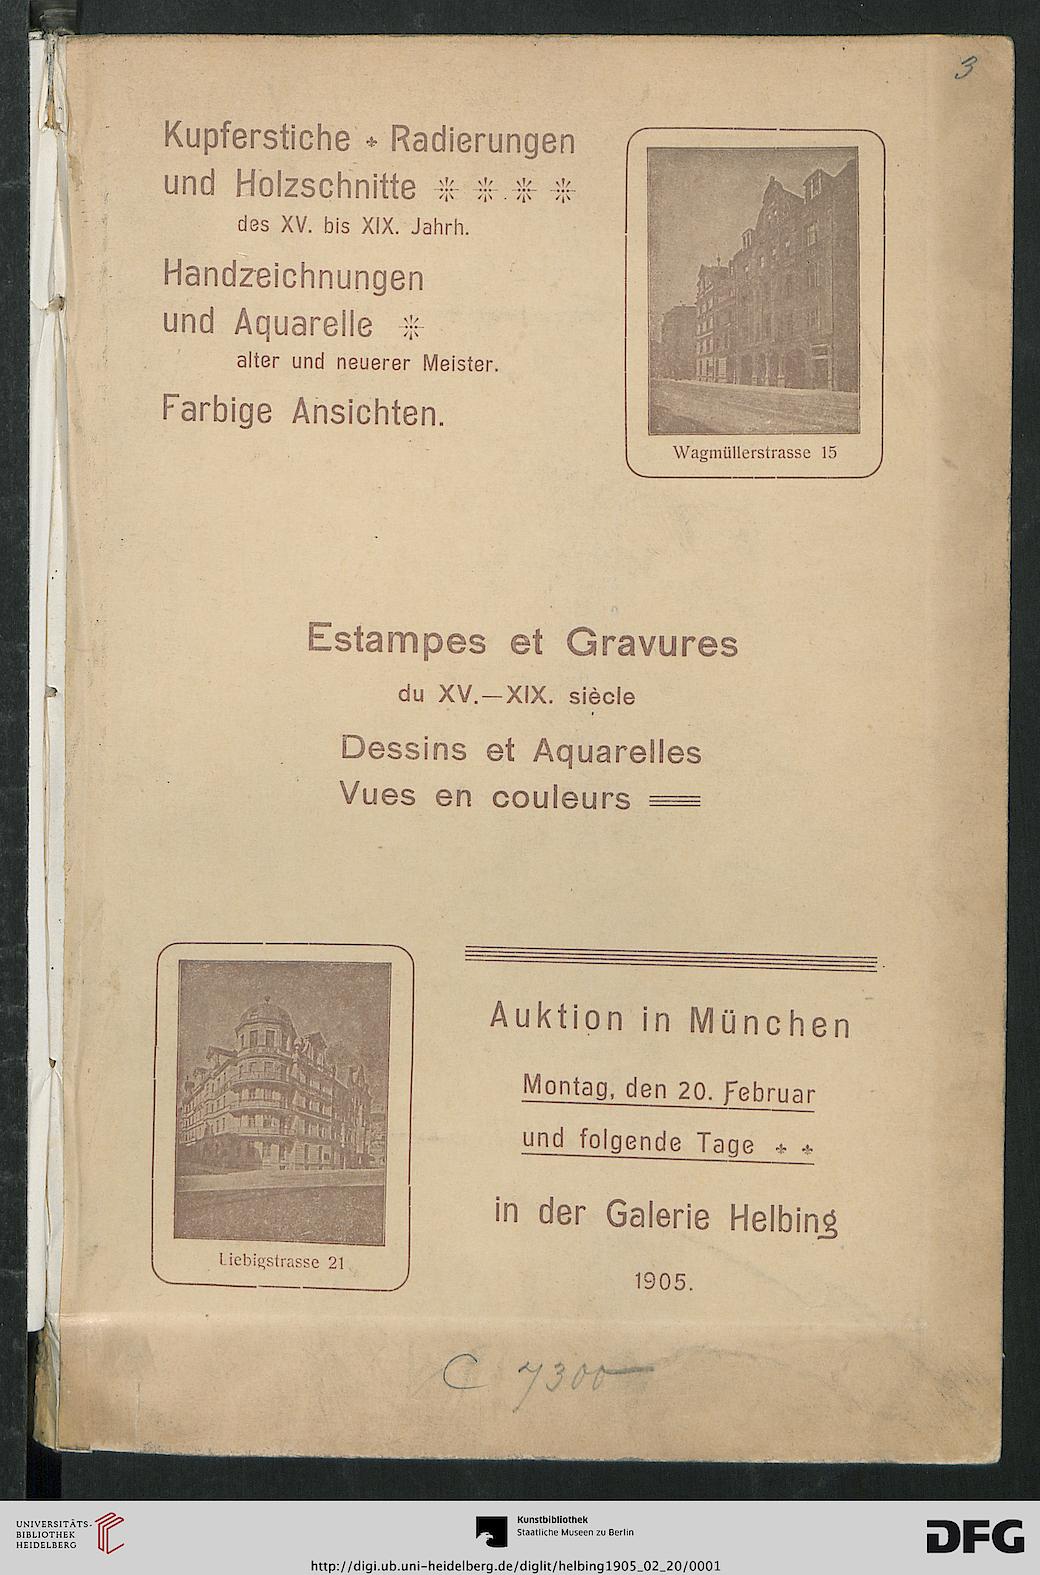 3
Kupferstiche * Radierungen
und Holzschnitte
des XV. bis XIX. Jahrh.
Handzeichnungen
und Aquarelle
alter und neuerer Meister.
Farbige Ansichten.
Wagmüllerstrasse 15
Estampes et Gravures
du XV.—XIX. siècle
Dessins et Aquarelles
Vues en couleurs
Liebigstrasse 21
Auktion in München
Montag, den 20. Februar
und folgende Tage
in der Galerie Helbing
1905.
C 7300
UNIVERSITÄTS-
BIBLIOTHEK
HEIDELBERG
Kunstbibliothek
Staatliche Museen zu Berlin
DFG
http://digi.ub.uni-heidelberg.de/diglit/helbing1905_02_20/0001